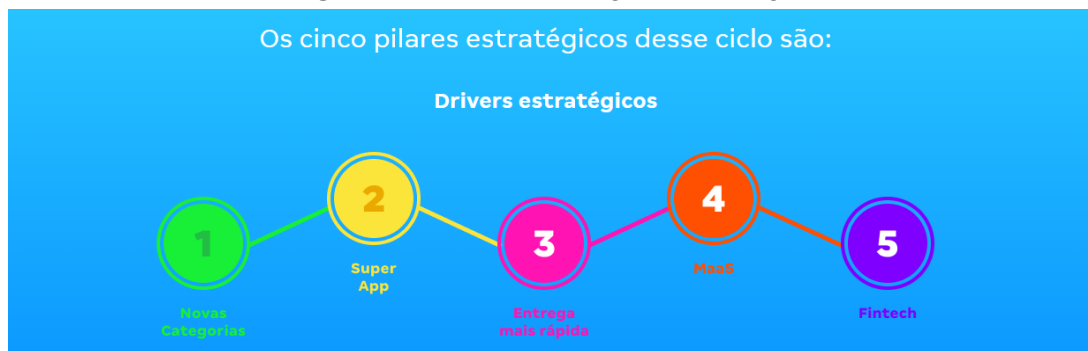 Os cinco pilares estratégicos desse ciclo são:
Drivers estratégicos
1
Novas
Categorias
2
Super
App
3
Entrega
mais rápida
4
MaaS
5
Fintech